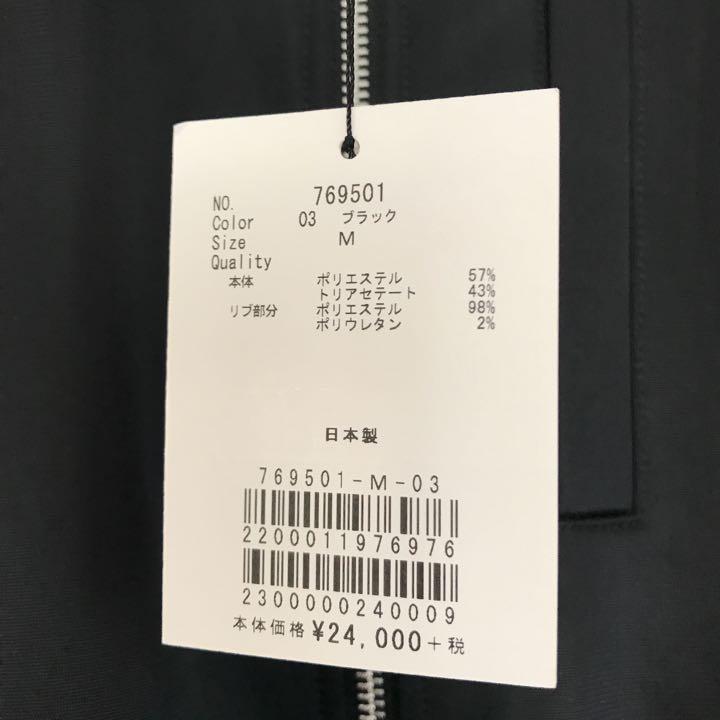 NO. 769501
Color 03 ブラック
Size M
Quality
本体 ポリエステル 57%
トリアセテート 43%
リブ部分 ポリエステル 98%
ポリウレタン 2%
日本製
769501-M-03
2200011976976
2300000240009
本体価格 ¥24,000+税